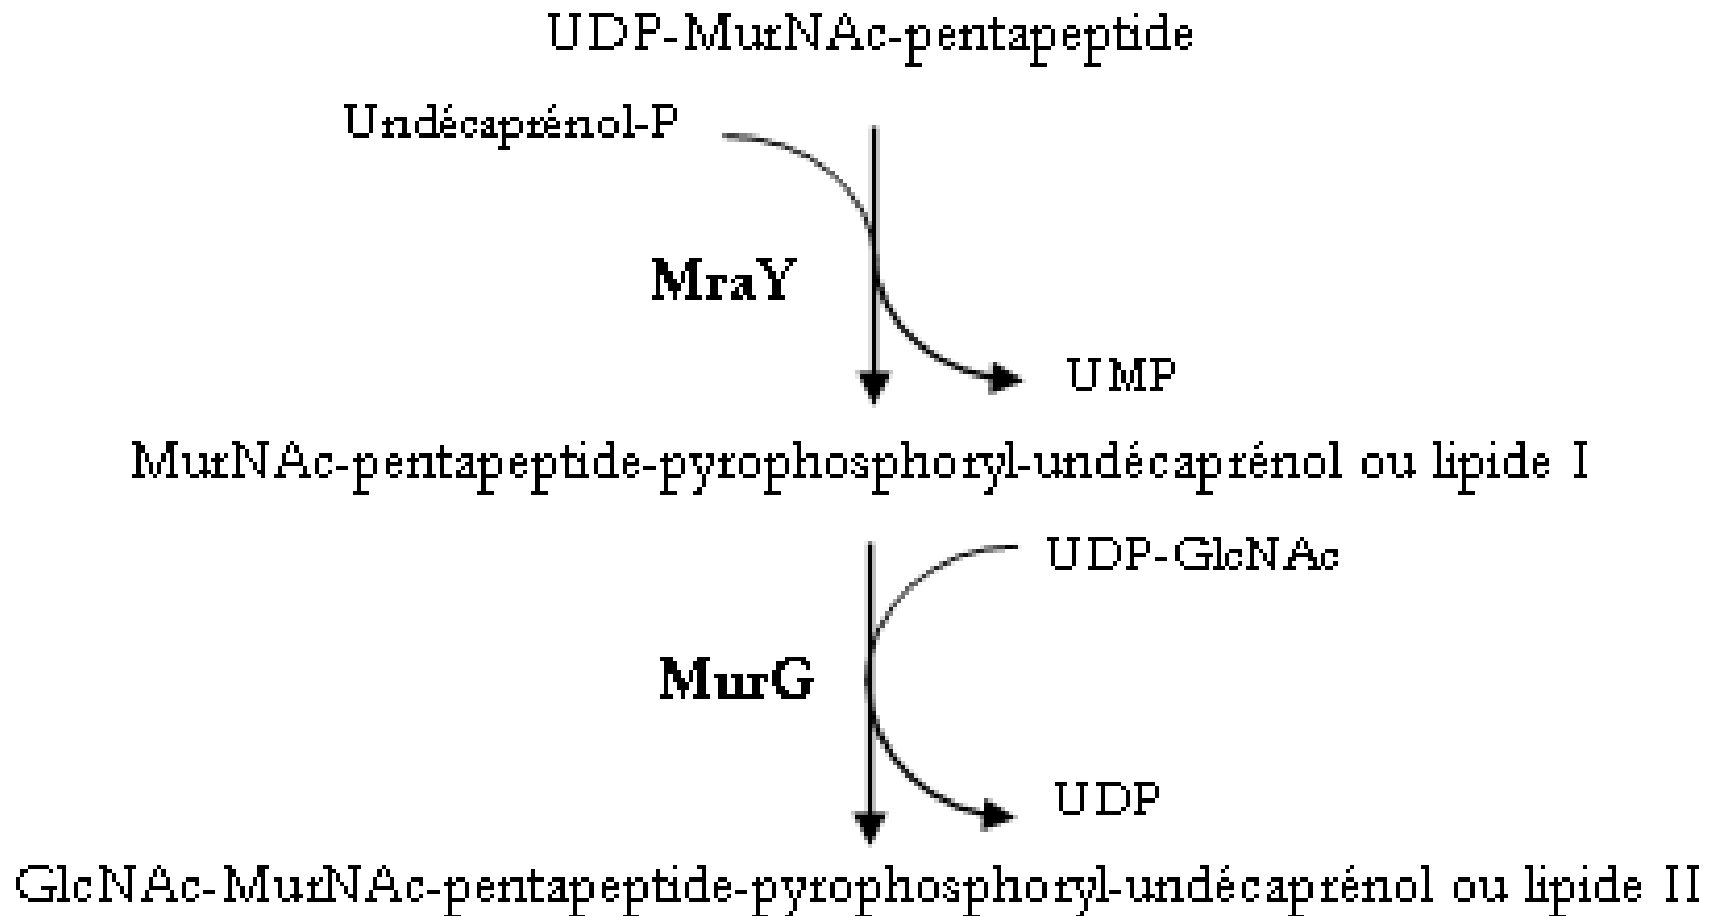 UDP-MurNAc-pentapeptide
Undécaprénol-P
MraY
UMP
MurNAc-pentapeptide-pyrophosphoryl-undécaprénol ou lipide I
UDP-GlcNAc
MurG
UDP
GlcNAc-MurNAc-pentapeptide-pyrophosphoryl-undécaprénol ou lipide II